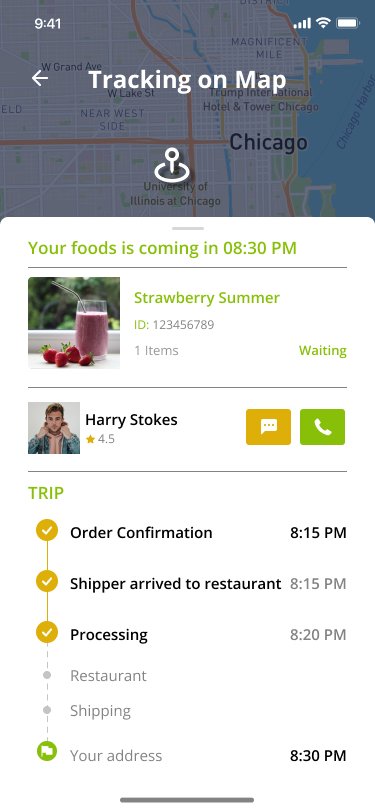 9:41
DISTRICT
MAGNIFICENT
MILE
W Grand Ave
Tracking on Map
W Lake St
Trump International
Hotel & Tower Chicago
NEAR WEST
SIDE
Chicago Harbor
Chicago
University of
Illinois at Chicago
Your foods is coming in 08:30 PM
Strawberry Summer
ID: 123456789
1 Items
Waiting
Harry Stokes
4.5
TRIP
Order Confirmation 8:15 PM
Shipper arrived to restaurant 8:15 PM
Processing 8:20 PM
Restaurant
Shipping
Your address 8:30 PM